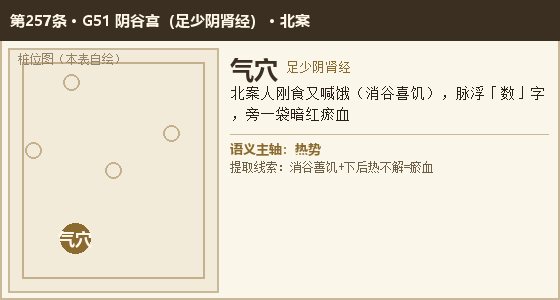 第257条・G51 阴谷宫（足少阴肾经）・北案
桩位图（本表自绘）
气穴
气穴 足少阴肾经
北案人刚食又喊饿（消谷喜饥），脉浮「数」字
，旁一袋暗红瘀血
语义主轴：热势
提取线索：消谷善饥+下后热不解=瘀血